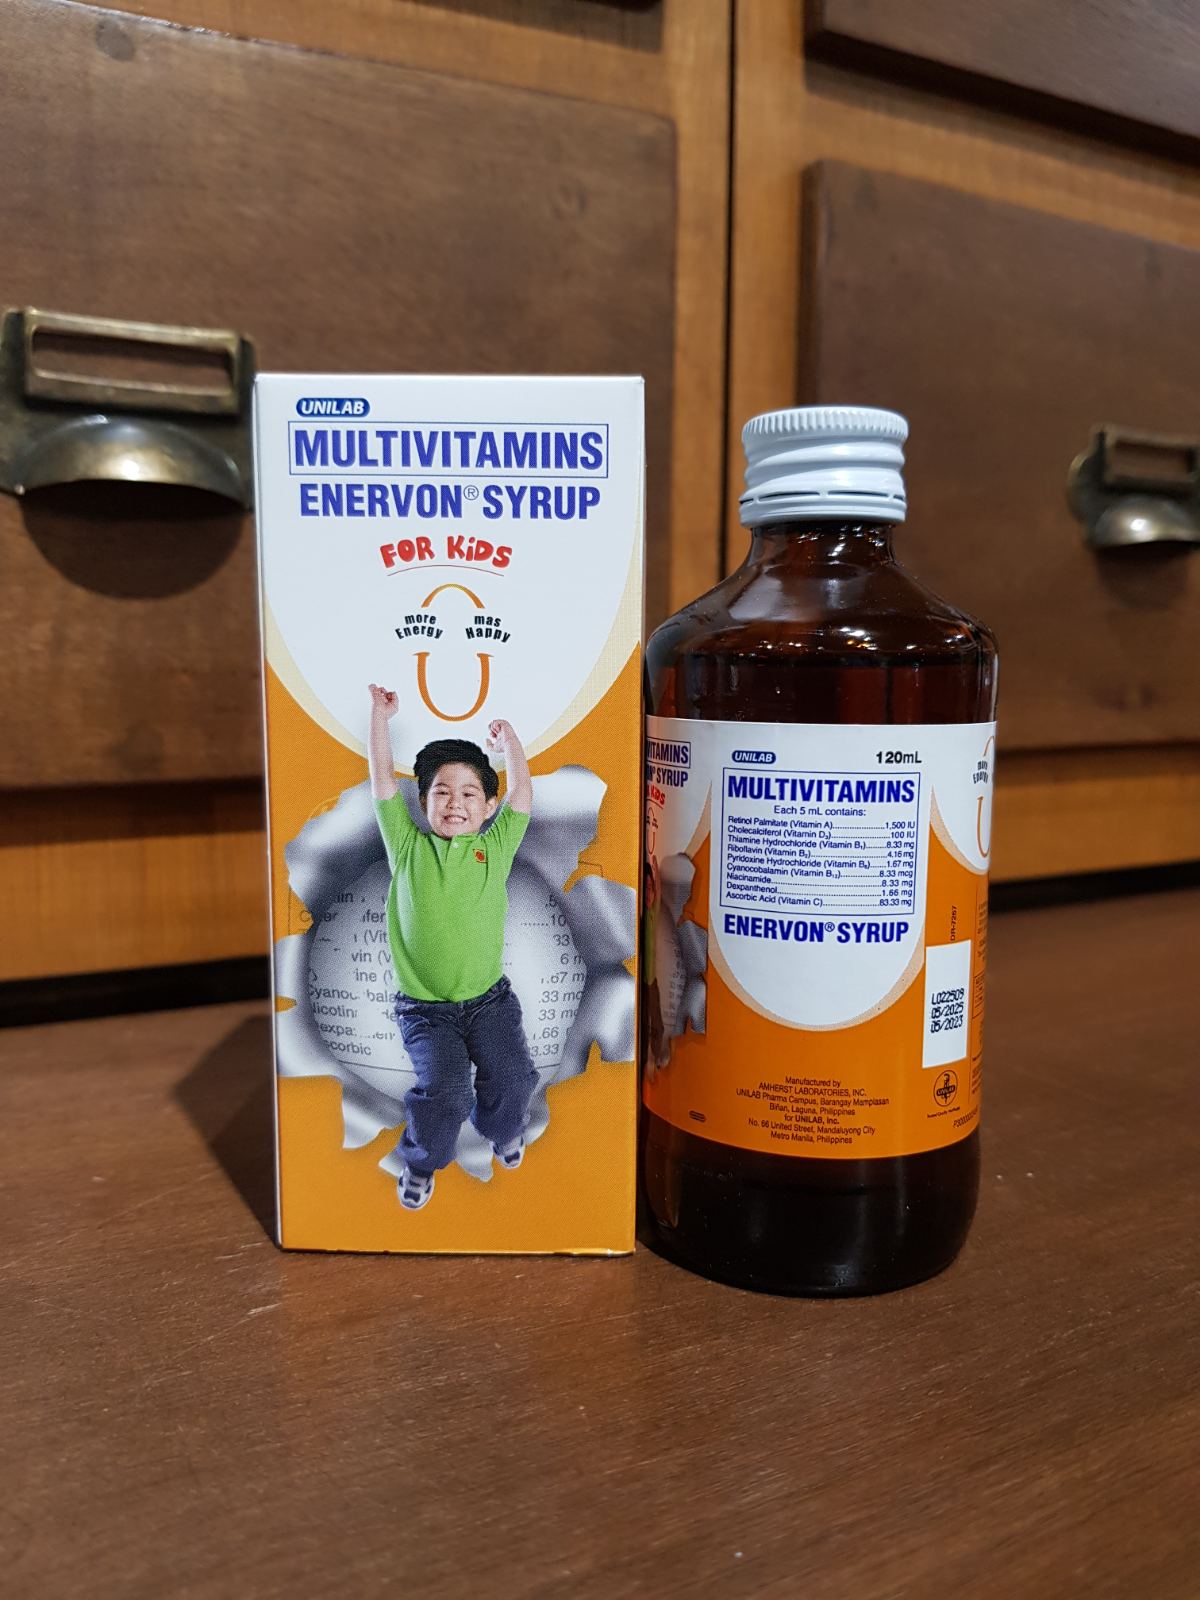 UNILAB
MULTIVITAMINS
ENERVON® SYRUP
FOR KiDS
more Energy
mas Happy
UNILAB 120mL
MULTIVITAMINS
Each 5 mL contains:
Retinol Palmitate (Vitamin A)........................1,500 IU
Cholecalciferol (Vitamin D₃)........................100 IU
Thiamine Hydrochloride (Vitamin B₁).......8.33 mg
Riboflavin (Vitamin B₂)................................4.16 mg
Pyridoxine Hydrochloride (Vitamin B₆)....1.67 mg
Cyanocobalamin (Vitamin B₁₂)..................8.33 mcg
Niacinamide................................................8.33 mg
Dexpanthenol..............................................1.66 mg
Ascorbic Acid (Vitamin C)...........................83.33 mg
ENERVON® SYRUP
DR-7257
L022509
05/2025
06/2023
Manufactured by
AMHERST LABORATORIES, INC.
UNILAB Pharma Campus, Barangay Mamplasan
Biñan, Laguna, Philippines
for UNILAB, Inc.
No. 66 United Street, Mandaluyong City
Metro Manila, Philippines